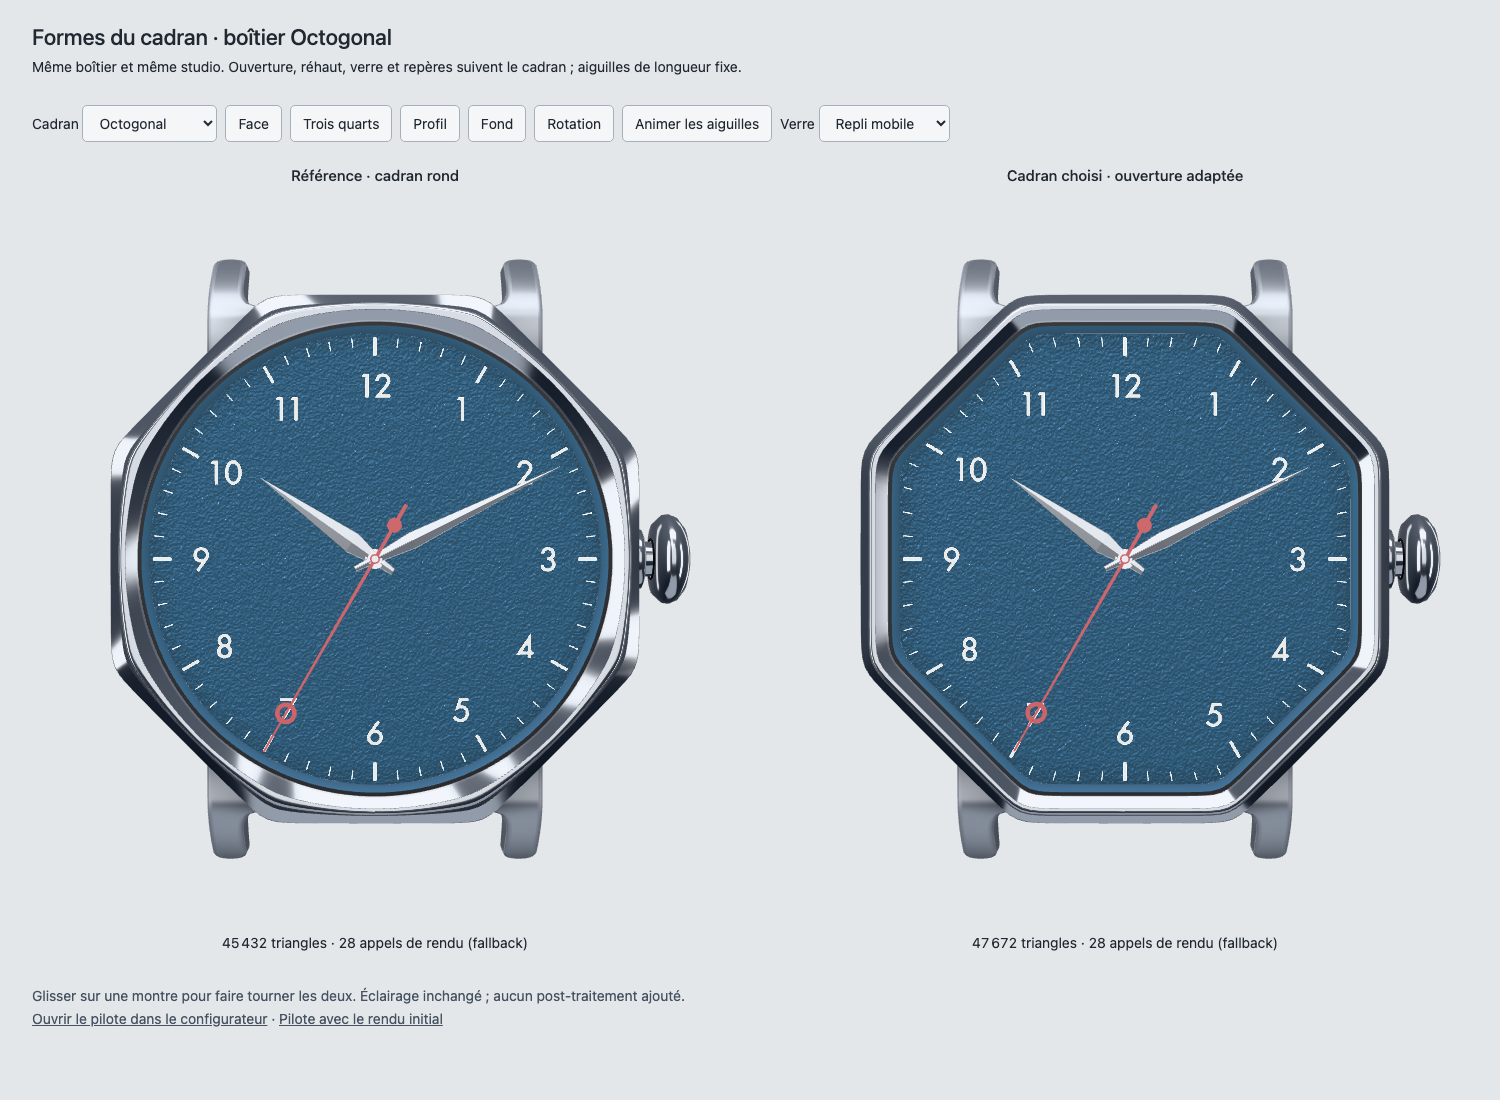 Formes du cadran · boîtier Octogonal
Même boîtier et même studio. Ouverture, réhaut, verre et repères suivent le cadran ; aiguilles de longueur fixe.
Cadran Octogonal Face Trois quarts Profil Fond Rotation Animer les aiguilles Verre Repli mobile
Référence · cadran rond
12
11 1
10 2
9 3
8 4
7 5
6
45 432 triangles · 28 appels de rendu (fallback)
Cadran choisi · ouverture adaptée
12
11 1
10 2
9 3
8 4
5
6
47 672 triangles · 28 appels de rendu (fallback)
Glisser sur une montre pour faire tourner les deux. Éclairage inchangé ; aucun post-traitement ajouté.
Ouvrir le pilote dans le configurateur · Pilote avec le rendu initial